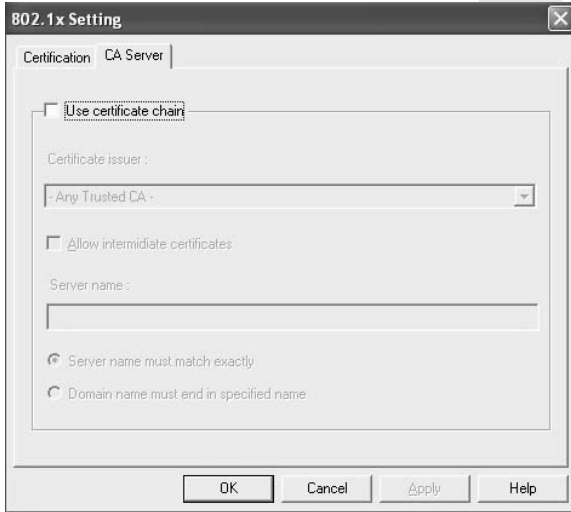 802.1x Setting
Certification CA Server
Use certificate chain
Certificate issuer :
- Any Trusted CA -
Allow intermidiate certificates
Server name :
Server name must match exactly
Domain name must end in specified name
OK Cancel Apply Help